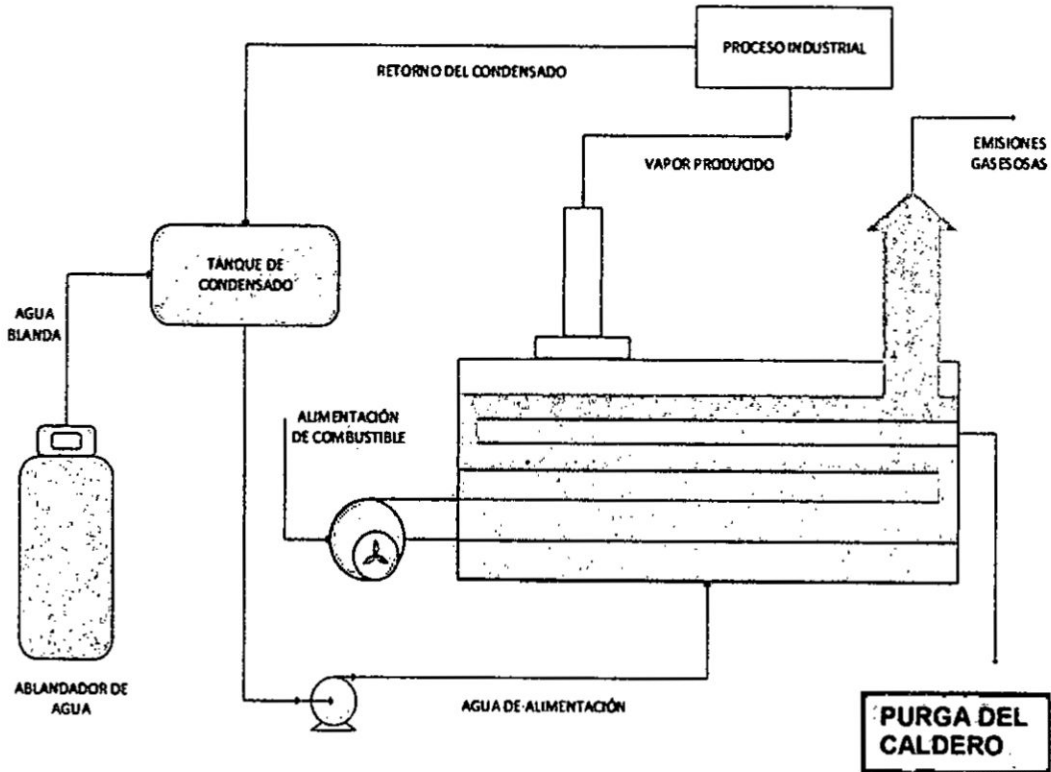 PROCESO INDUSTRIAL
RETORNO DEL CONDENSADO
VAPOR PRODUCIDO
EMISIONES
GASESOSAS
TANQUE DE
CONDENSADO
AGUA
BLANDA
ALIMENTACIÓN
DE COMBUSTIBLE
ABLANDADOR DE
AGUA
AGUA DE ALIMENTACIÓN
PURGA DEL
CALDERO